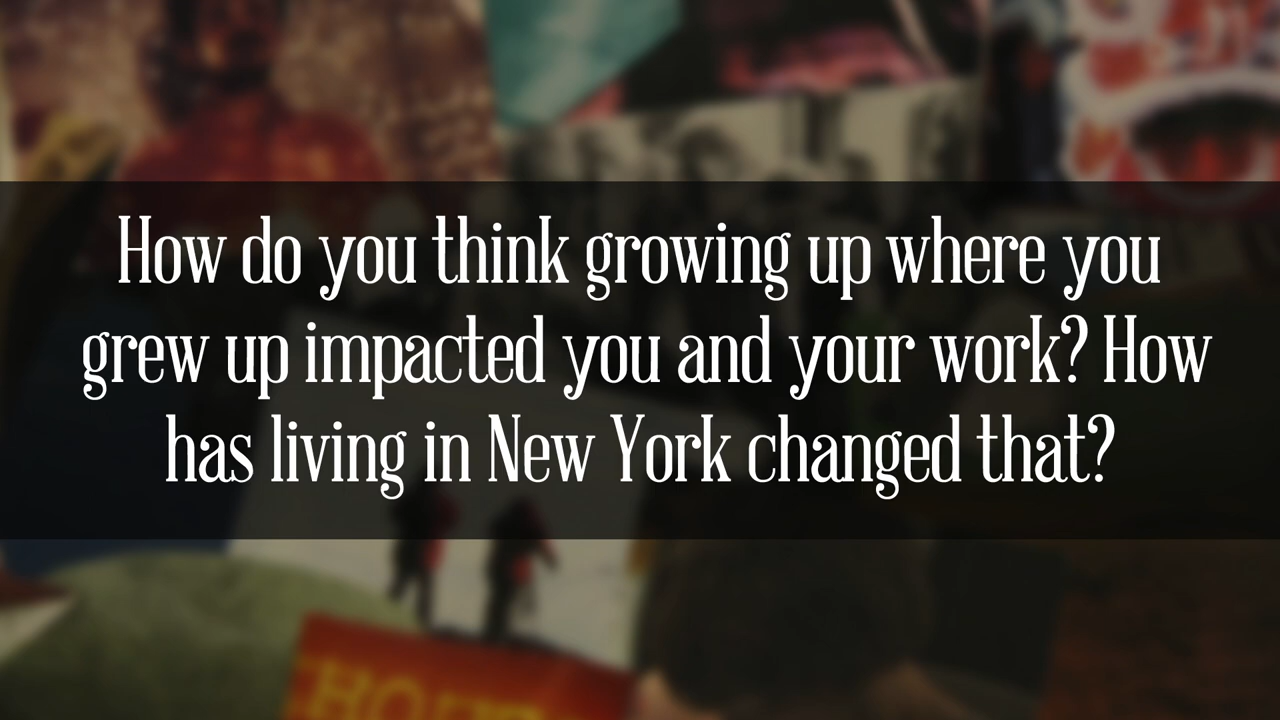 How do you think growing up where you
grew up impacted you and your work? How
has living in New York changed that?